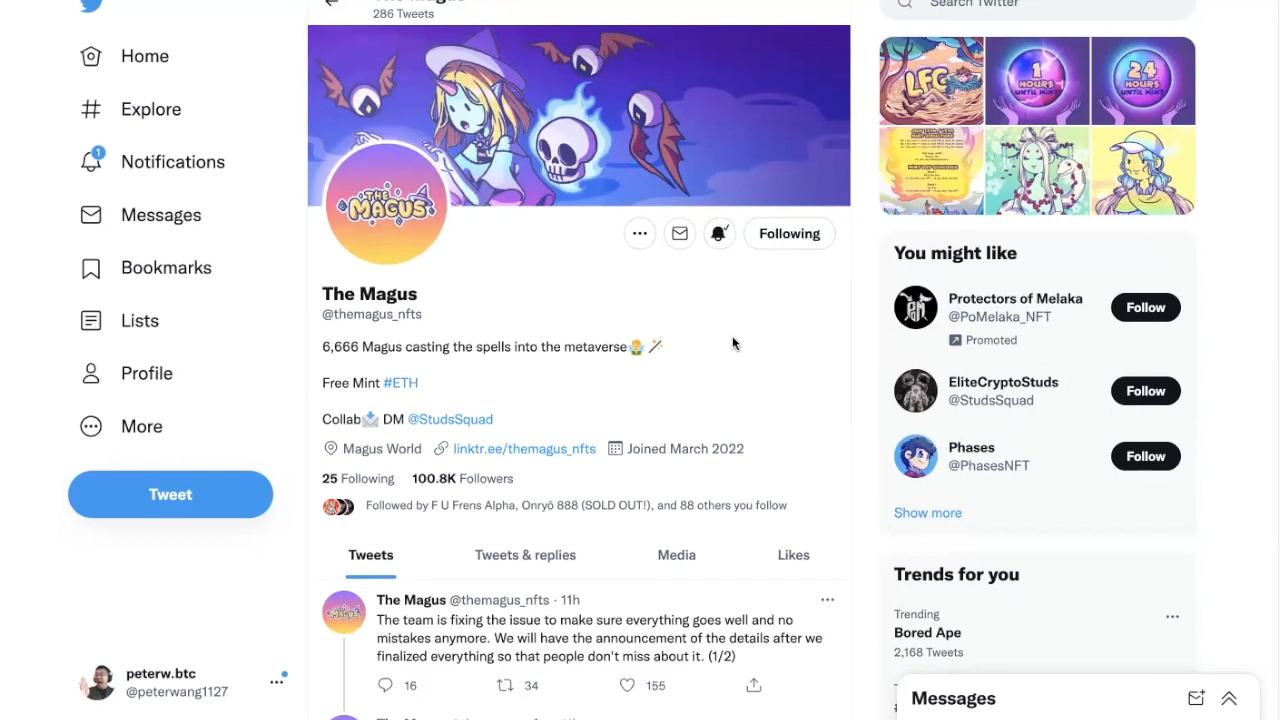 286 Tweets
Search Twitter
Home
Explore
1
Notifications
Messages
Bookmarks
Lists
Profile
More
Tweet
peterw.btc
@peterwang1127
THE MAGUS
Following
The Magus
@themagus_nfts
6,666 Magus casting the spells into the metaverse
Free Mint #ETH
Collab📩 DM @StudsSquad
Magus World linktr.ee/themagus_nfts Joined March 2022
25 Following 100.8K Followers
Followed by F U Frens Alpha, Onryō 888 (SOLD OUT!), and 88 others you follow
Tweets Tweets & replies Media Likes
The Magus @themagus_nfts · 11h
The team is fixing the issue to make sure everything goes well and no
mistakes anymore. We will have the announcement of the details after we
finalized everything so that people don't miss about it. (1/2)
16 34 155
LFG
1
HOURS
UNTIL MINT
24
HOURS
UNTIL MINT
You might like
Protectors of Melaka
@PoMelaka_NFT
Promoted
Follow
EliteCryptoStuds
@StudsSquad
Follow
Phases
@PhasesNFT
Follow
Show more
Trends for you
Trending
Bored Ape
2,168 Tweets
Messages